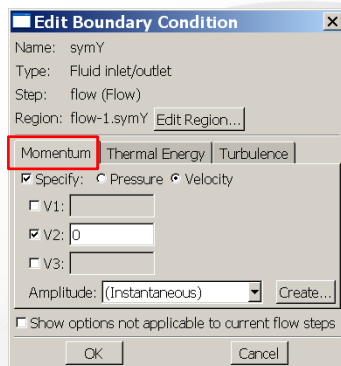 Edit Boundary Condition
Name: symY
Type: Fluid inlet/outlet
Step: flow (Flow)
Region: flow-1.symY Edit Region...
Momentum Thermal Energy Turbulence
Specify: Pressure Velocity
V1:
V2: 0
V3:
Amplitude: (Instantaneous) Create...
Show options not applicable to current flow steps
OK Cancel